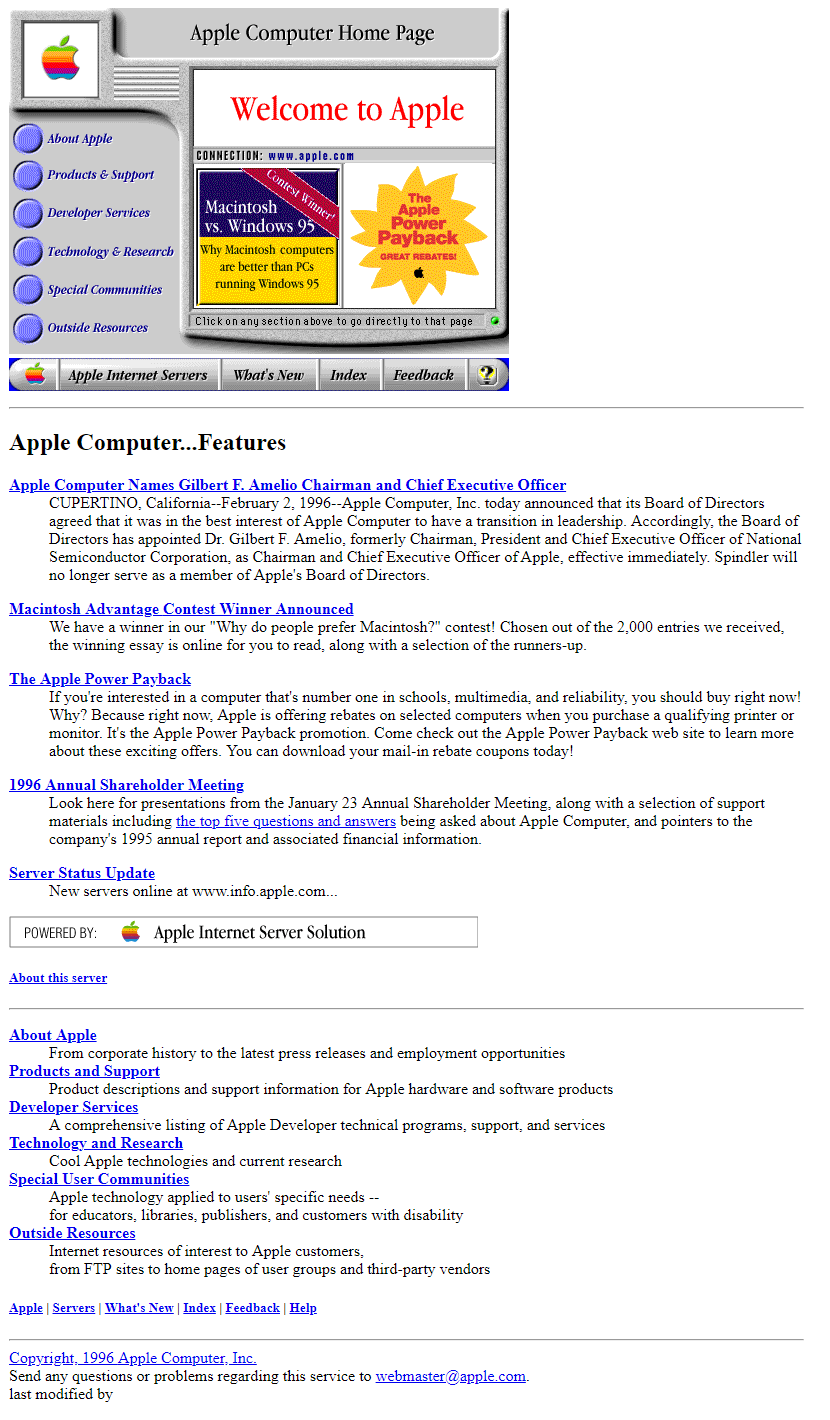 Apple Computer Home Page
Welcome to Apple
CONNECTION: www.apple.com
About Apple
Products & Support
Developer Services
Technology & Research
Special Communities
Outside Resources
Contest Winner!
Macintosh
vs. Windows 95
Why Macintosh computers
are better than PCs
running Windows 95
The
Apple
Power
Payback
GREAT REBATES!
Click on any section above to go directly to that page
Apple Internet Servers
What's New
Index
Feedback
?
Apple Computer...Features
Apple Computer Names Gilbert F. Amelio Chairman and Chief Executive Officer
CUPERTINO, California--February 2, 1996--Apple Computer, Inc. today announced that its Board of Directors
agreed that it was in the best interest of Apple Computer to have a transition in leadership. Accordingly, the Board of
Directors has appointed Dr. Gilbert F. Amelio, formerly Chairman, President and Chief Executive Officer of National
Semiconductor Corporation, as Chairman and Chief Executive Officer of Apple, effective immediately. Spindler will
no longer serve as a member of Apple's Board of Directors.
Macintosh Advantage Contest Winner Announced
We have a winner in our "Why do people prefer Macintosh?" contest! Chosen out of the 2,000 entries we received,
the winning essay is online for you to read, along with a selection of the runners-up.
The Apple Power Payback
If you're interested in a computer that's number one in schools, multimedia, and reliability, you should buy right now!
Why? Because right now, Apple is offering rebates on selected computers when you purchase a qualifying printer or
monitor. It's the Apple Power Payback promotion. Come check out the Apple Power Payback web site to learn more
about these exciting offers. You can download your mail-in rebate coupons today!
1996 Annual Shareholder Meeting
Look here for presentations from the January 23 Annual Shareholder Meeting, along with a selection of support
materials including the top five questions and answers being asked about Apple Computer, and pointers to the
company's 1995 annual report and associated financial information.
Server Status Update
New servers online at www.info.apple.com...
POWERED BY: Apple Internet Server Solution
About this server
About Apple
From corporate history to the latest press releases and employment opportunities
Products and Support
Product descriptions and support information for Apple hardware and software products
Developer Services
A comprehensive listing of Apple Developer technical programs, support, and services
Technology and Research
Cool Apple technologies and current research
Special User Communities
Apple technology applied to users' specific needs --
for educators, libraries, publishers, and customers with disability
Outside Resources
Internet resources of interest to Apple customers,
from FTP sites to home pages of user groups and third-party vendors
Apple | Servers | What's New | Index | Feedback | Help
Copyright, 1996 Apple Computer, Inc.
Send any questions or problems regarding this service to webmaster@apple.com.
last modified by